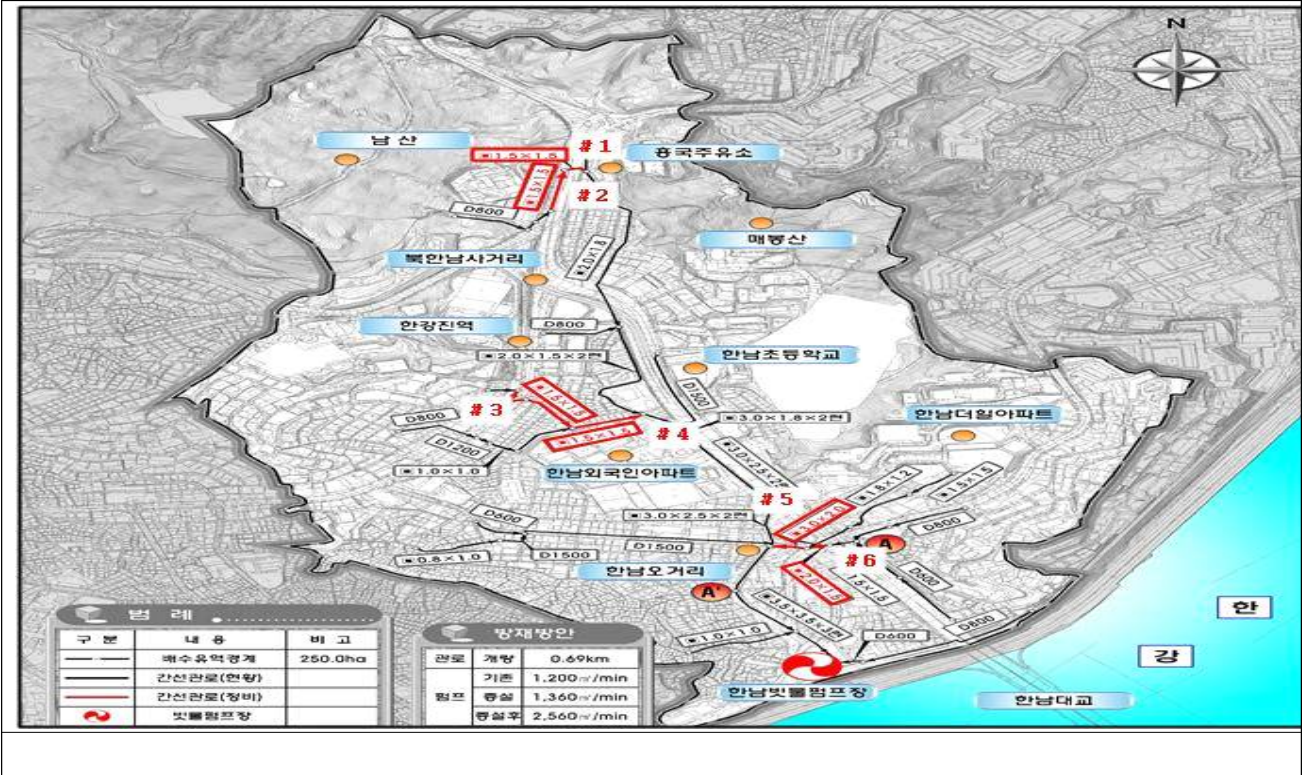 N
남 산
#1
흥국주유소
■1.5×1.5
■1.5×1.5
#2
D800
매봉산
■2.0×1.8
북한남사거리
한강진역
D800
■2.0×1.5×2련
한남초등학교
D1500
#3
■1.5×1.5
D800
■3.0×1.8×2련
한남더힐아파트
■1.5×1.5
#4
D1200
■1.0×1.0
한남외국인아파트
■3.0×2.5×2련
■1.8×1.2
■1.5×1.5
#5
D600
■3.0×2.5×2련
■3.0×2.0
D800
■0.8×1.0
D1500
D1500
A
#6
한남오거리
■2.0×1.5
1.5×1.5
D600
A'
■1.0×1.0
D600
D800
한
강
한남빗물펌프장
한남대교
범 례
구 분 내 용 비 고
배수유역경계 250.0ha
간선관로(현황)
간선관로(정비)
빗물펌프장
방재방안
관로 개량 0.69km
펌프 기존 1,200㎥/min
증설 1,360㎥/min
증설후 2,560㎥/min